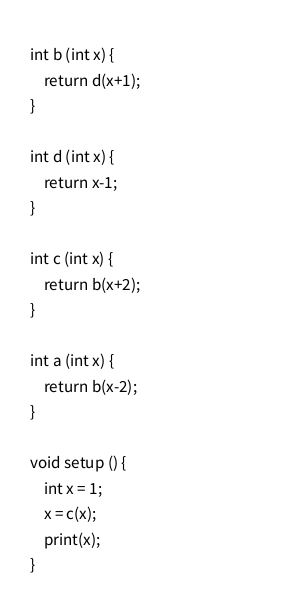 int b (int x) {
    return d(x+1);
}

int d (int x) {
    return x-1;
}

int c (int x) {
    return b(x+2);
}

int a (int x) {
    return b(x-2);
}

void setup () {
    int x = 1;
    x = c(x);
    print(x);
}